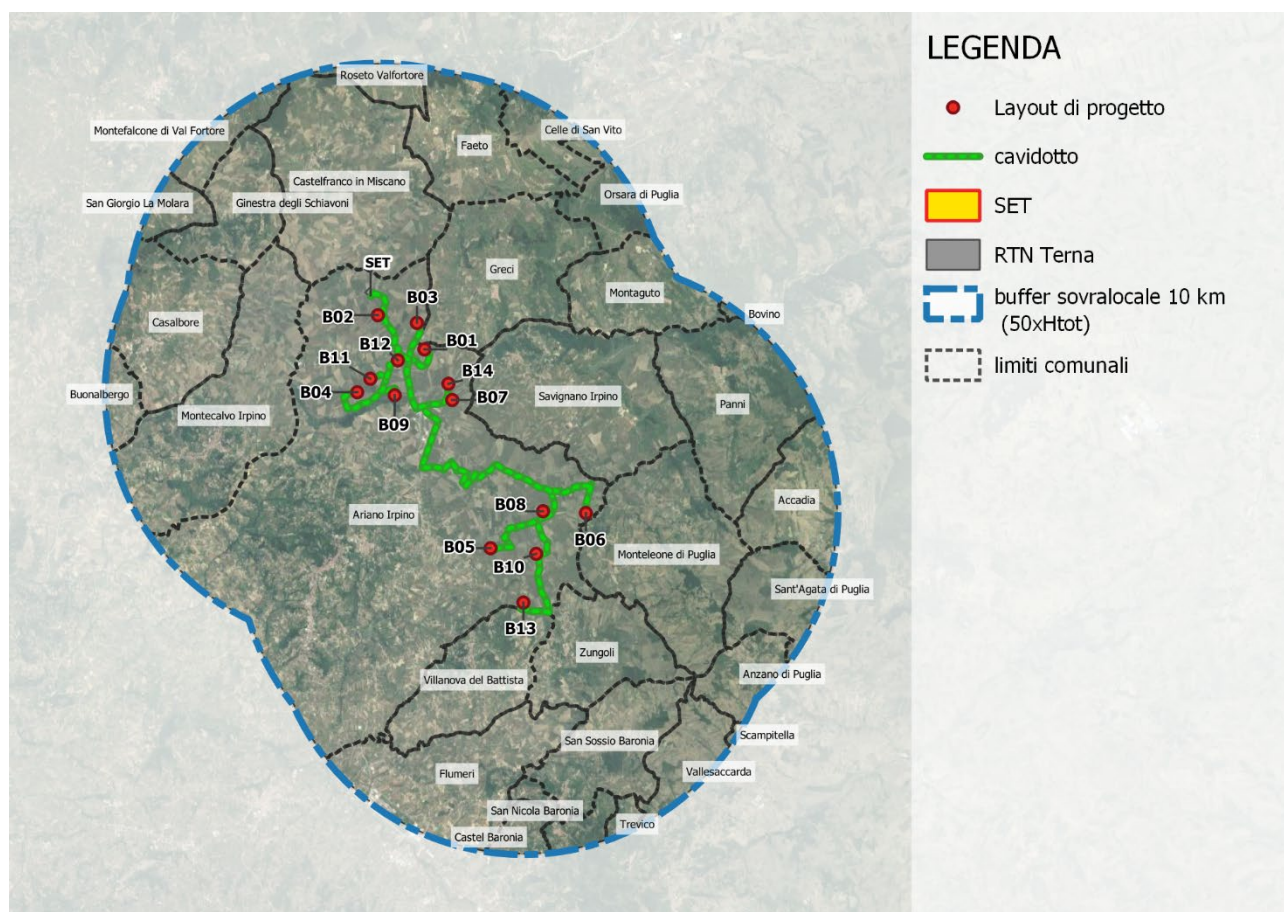 LEGENDA
Layout di progetto
cavidotto
SET
RTN Terna
buffer sovralocale 10 km
(50xHtot)
limiti comunali
Roseto Valfortore
Montefalcone di Val Fortore
Celle di San Vito
Faeto
Castelfranco in Miscano
Orsara di Puglia
San Giorgio La Molara
Ginestra degli Schiavoni
SET
Greci
Montaguto
B03
B02
Bovino
Casalbore
B01
B12
B11
B14
B04
Buonalbergo
Savignano Irpino
B07
Panni
Montecalvo Irpino
B09
Accadia
B08
Ariano Irpino
B06
B05
Monteleone di Puglia
B10
Sant'Agata di Puglia
B13
Zungoli
Anzano di Puglia
Villanova del Battista
Scampitella
San Sossio Baronia
Flumeri
Vallesaccarda
San Nicola Baronia
Trevico
Castel Baronia